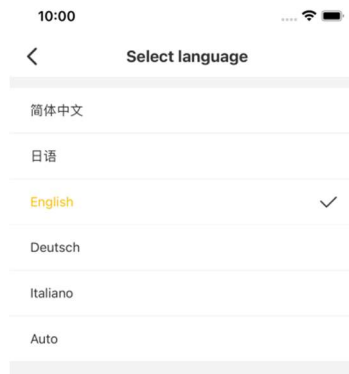 10:00
Select language
简体中文
日语
English
Deutsch
Italiano
Auto